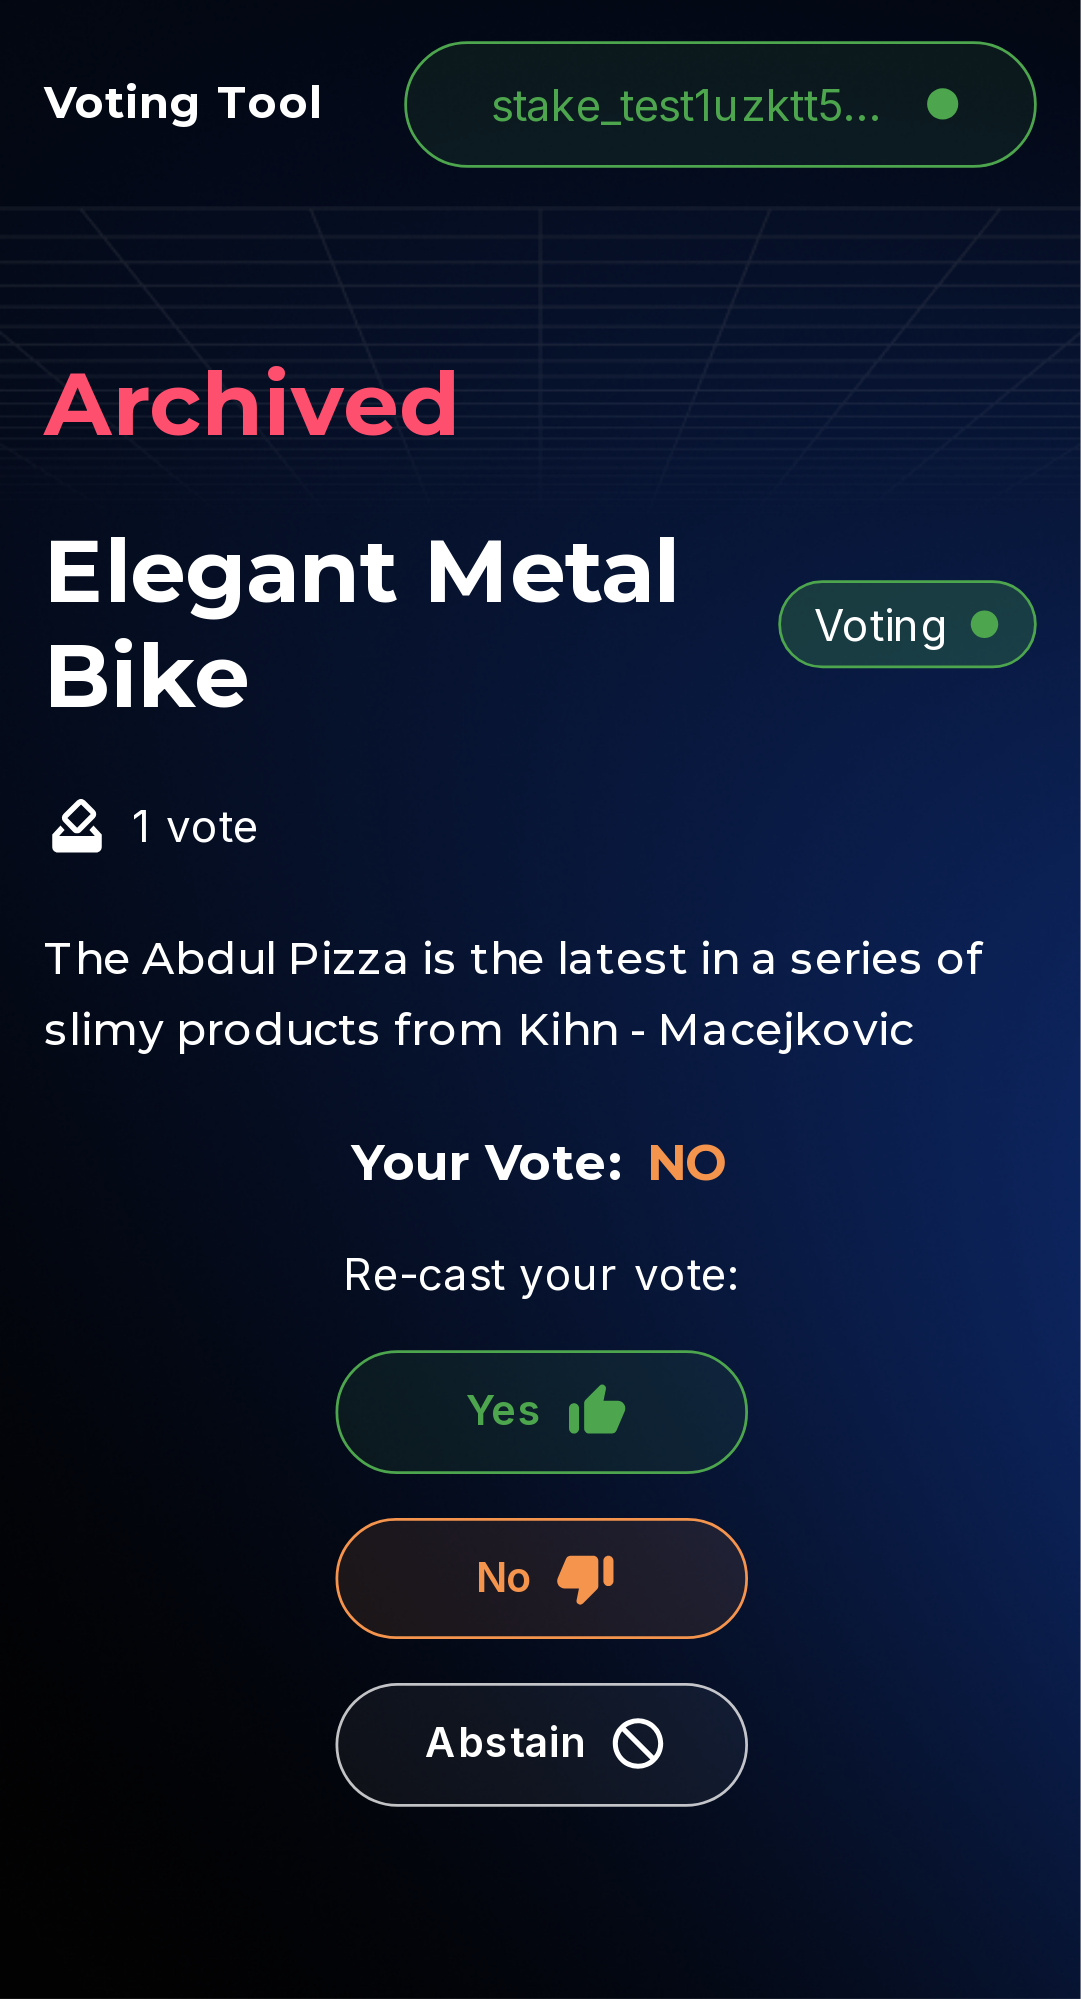 Voting Tool
stake_test1uzktt5...
Archived
Elegant Metal
Bike
Voting
1 vote
The Abdul Pizza is the latest in a series of
slimy products from Kihn - Macejkovic
Your Vote: NO
Re-cast your vote:
Yes
No
Abstain